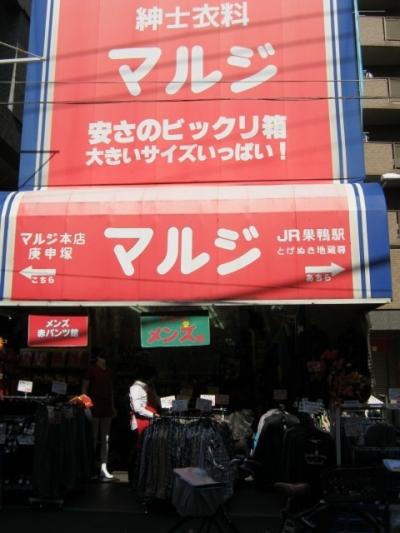 紳士衣料
マルジ
安さのビックリ箱
大きいサイズいっぱい!
マルジ本店
庚申塚
こちら
マルジ
JR巣鴨駅
とげぬき地蔵尊
あちら
メンズ
赤パンツ館
メンズ館